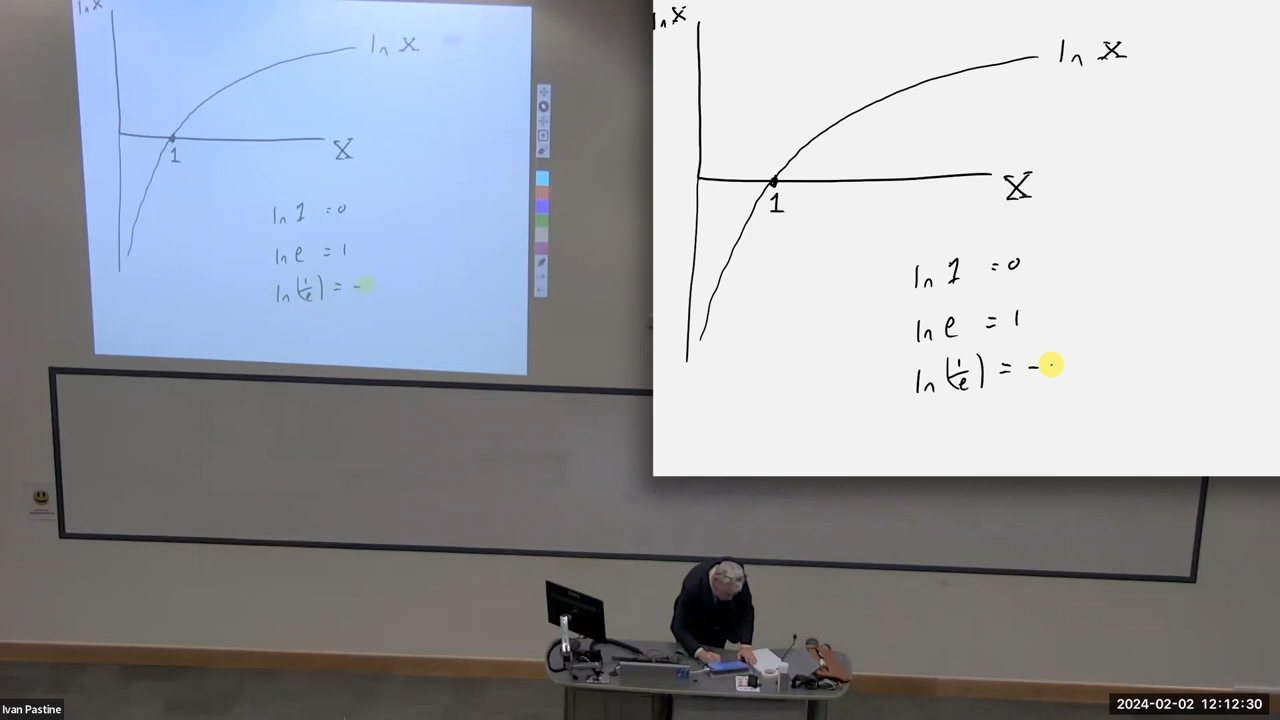 ln x
ln x
x
1
ln 1 = 0
ln e = 1
ln (1/e) = -
ln x
ln x
x
1
ln 1 = 0
ln e = 1
ln (1/e) = -
Ivan Pastine
2024-02-02 12:12:30